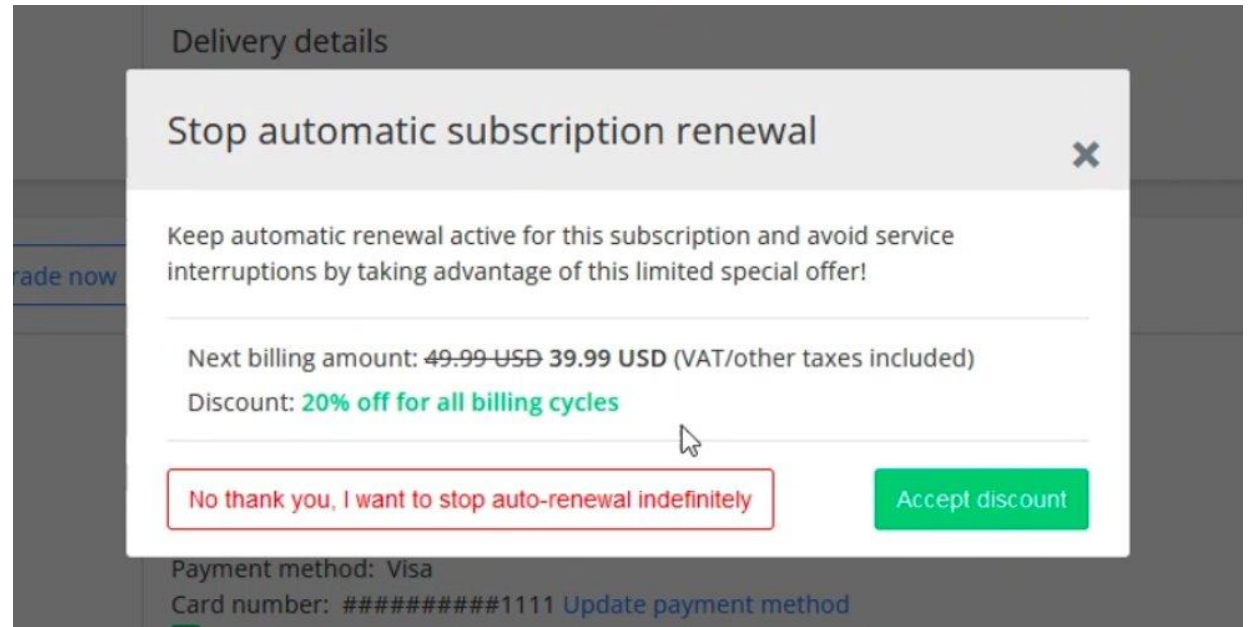 Delivery details
Stop automatic subscription renewal
Keep automatic renewal active for this subscription and avoid service
interruptions by taking advantage of this limited special offer!
rade now
Next billing amount: 49.99 USD 39.99 USD (VAT/other taxes included)
Discount: 20% off for all billing cycles
No thank you, I want to stop auto-renewal indefinitely
Accept discount
Payment method: Visa
Card number: ##########1111 Update payment method